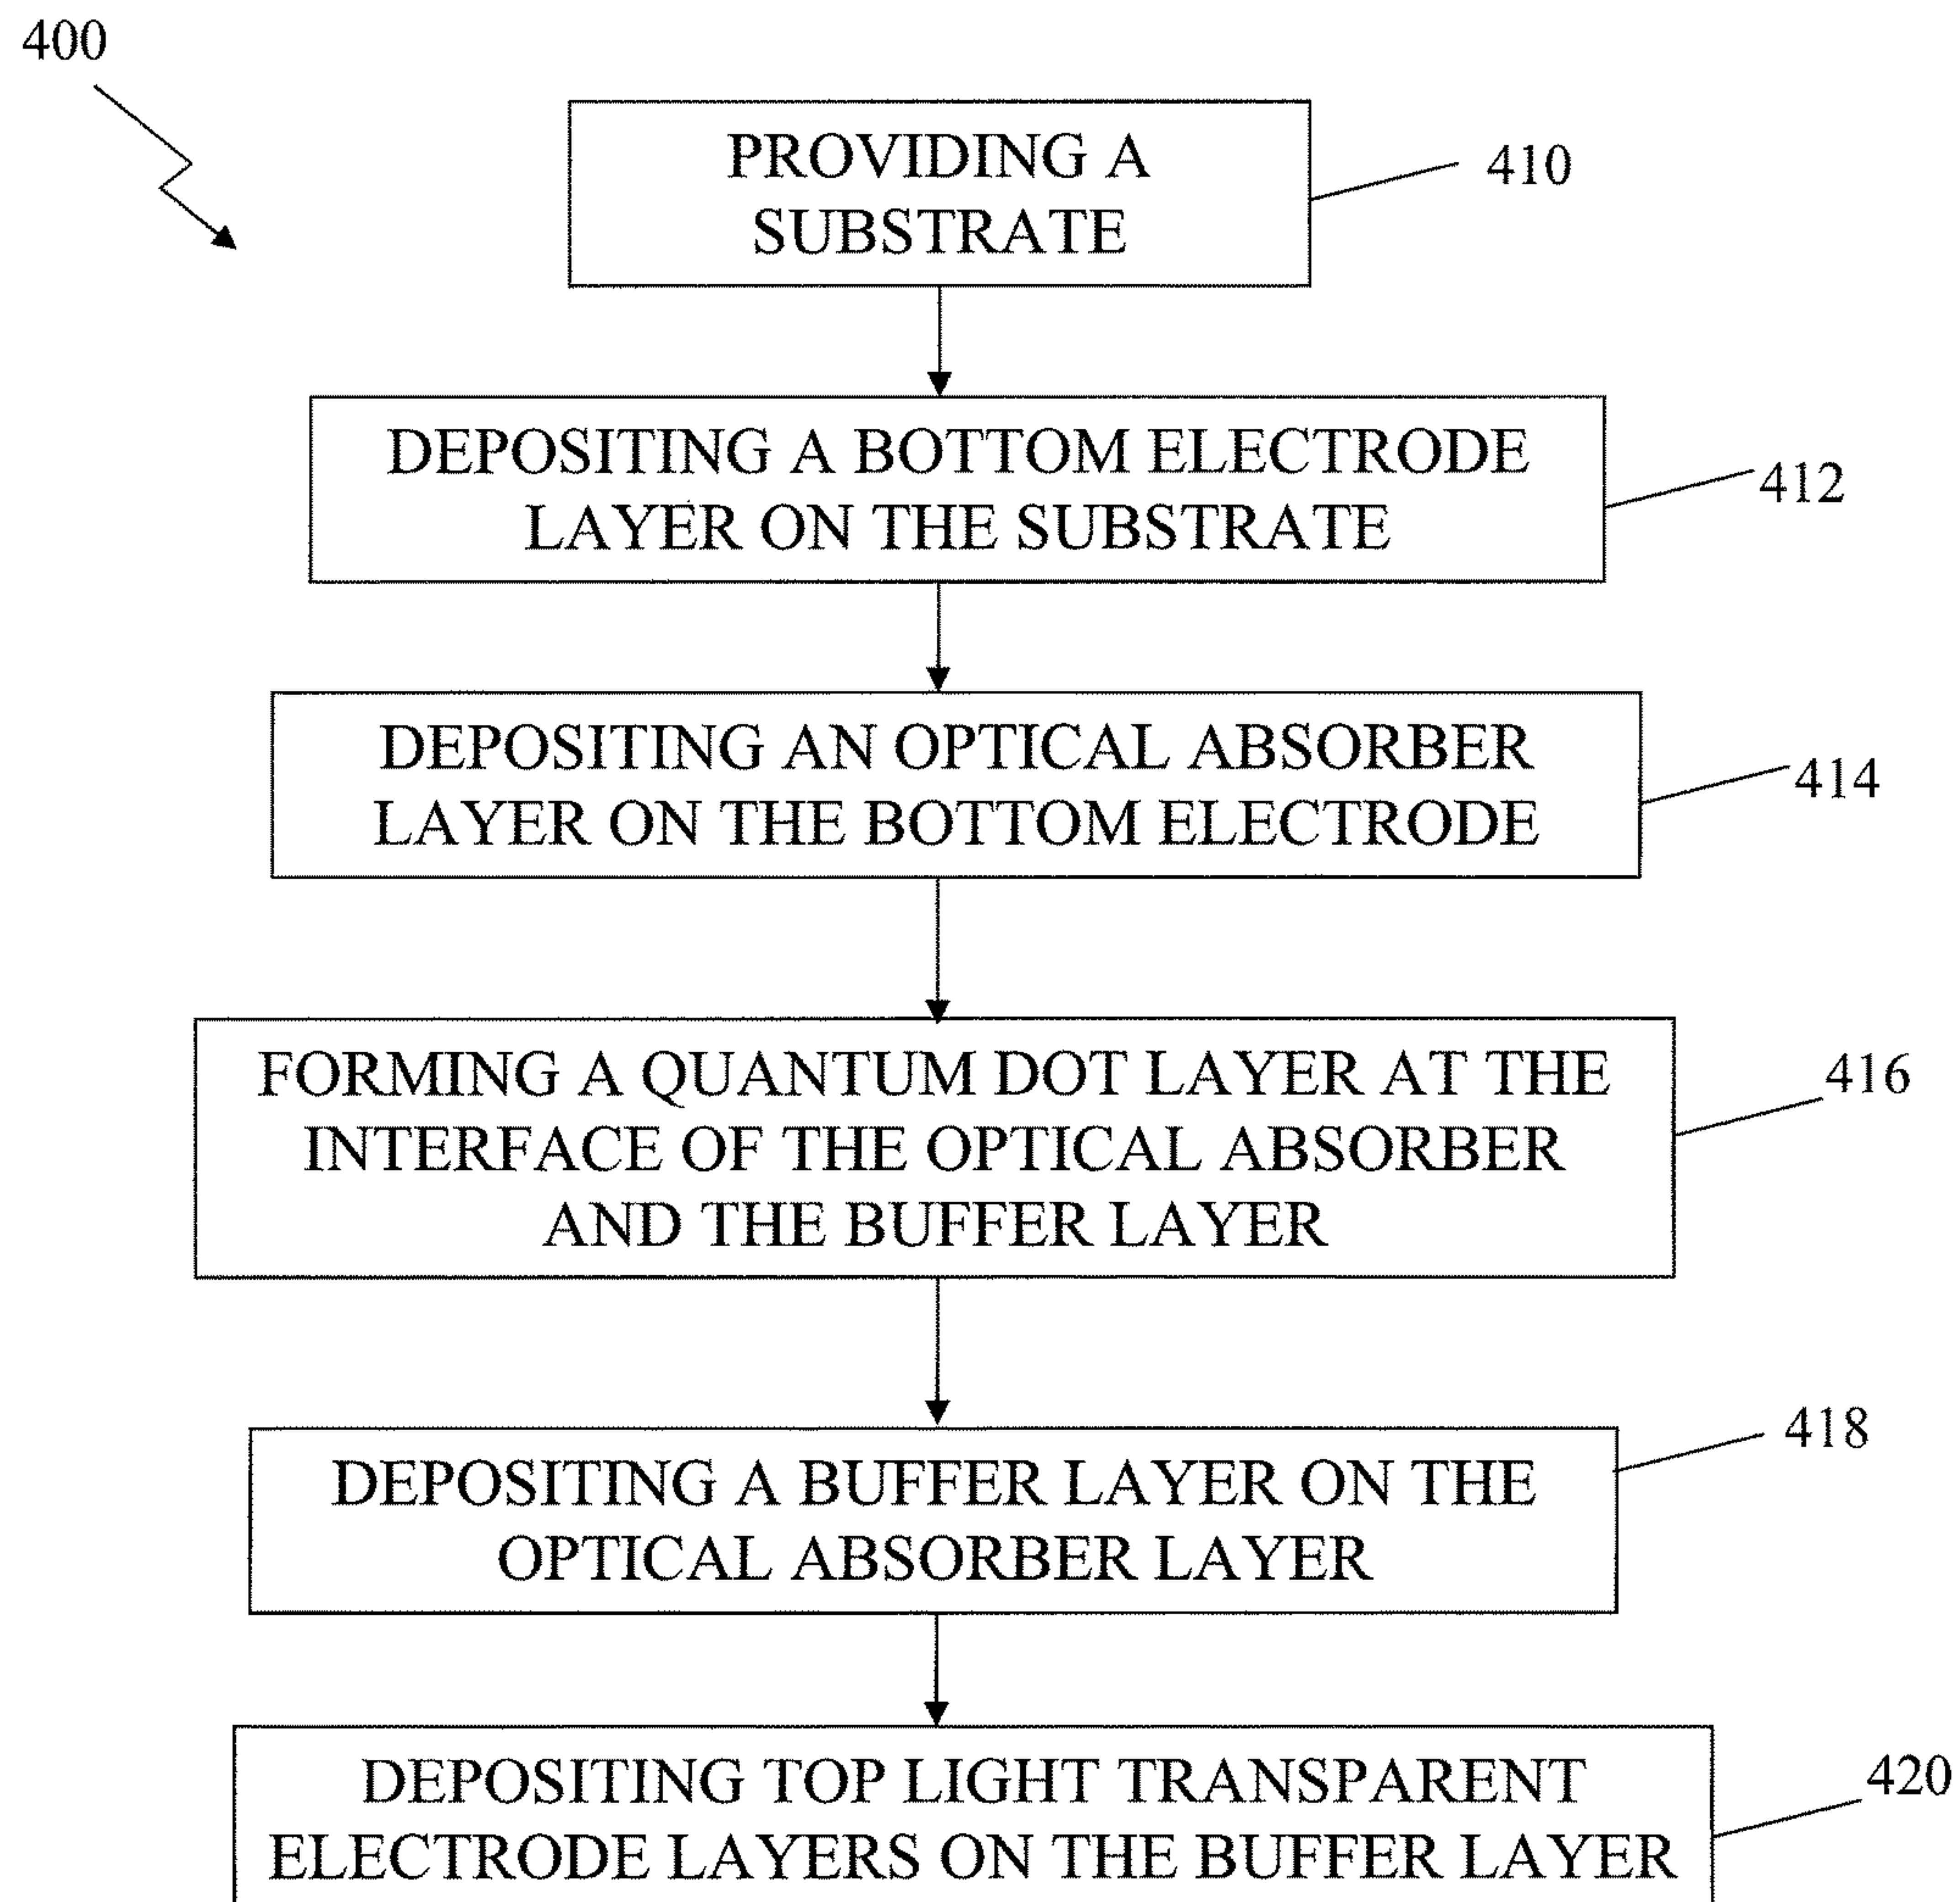 400
PROVIDING A
SUBSTRATE
410
DEPOSITING A BOTTOM ELECTRODE
LAYER ON THE SUBSTRATE
412
DEPOSITING AN OPTICAL ABSORBER
LAYER ON THE BOTTOM ELECTRODE
414
FORMING A QUANTUM DOT LAYER AT THE
INTERFACE OF THE OPTICAL ABSORBER
AND THE BUFFER LAYER
416
DEPOSITING A BUFFER LAYER ON THE
OPTICAL ABSORBER LAYER
418
DEPOSITING TOP LIGHT TRANSPARENT
ELECTRODE LAYERS ON THE BUFFER LAYER
420